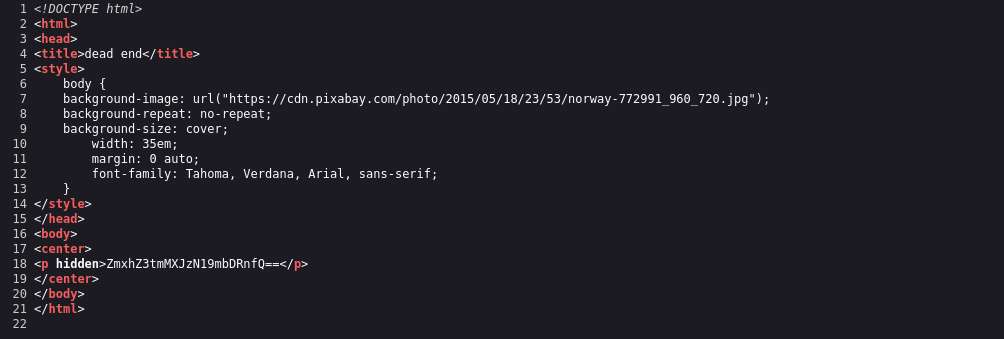 1 <!DOCTYPE html>
2 <html>
3 <head>
4 <title>dead end</title>
5 <style>
6     body {
7     background-image: url("https://cdn.pixabay.com/photo/2015/05/18/23/53/norway-772991_960_720.jpg");
8     background-repeat: no-repeat;
9     background-size: cover;
10         width: 35em;
11         margin: 0 auto;
12         font-family: Tahoma, Verdana, Arial, sans-serif;
13     }
14 </style>
15 </head>
16 <body>
17 <center>
18 <p hidden>ZmxhZ3tmMXJzN19mbDRnfQ==</p>
19 </center>
20 </body>
21 </html>
22